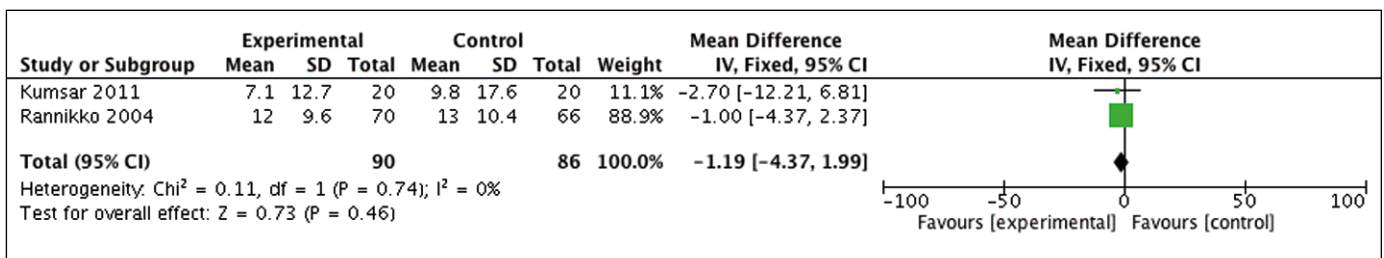 Experimental Control Mean Difference Mean Difference
Study or Subgroup Mean SD Total Mean SD Total Weight IV, Fixed, 95% CI IV, Fixed, 95% CI
Kumsar 2011 7.1 12.7 20 9.8 17.6 20 11.1% -2.70 [-12.21, 6.81]
Rannikko 2004 12 9.6 70 13 10.4 66 88.9% -1.00 [-4.37, 2.37]
Total (95% CI) 90 86 100.0% -1.19 [-4.37, 1.99]
Heterogeneity: Chi² = 0.11, df = 1 (P = 0.74); I² = 0%
Test for overall effect: Z = 0.73 (P = 0.46)
-100 -50 0 50 100
Favours [experimental] Favours [control]